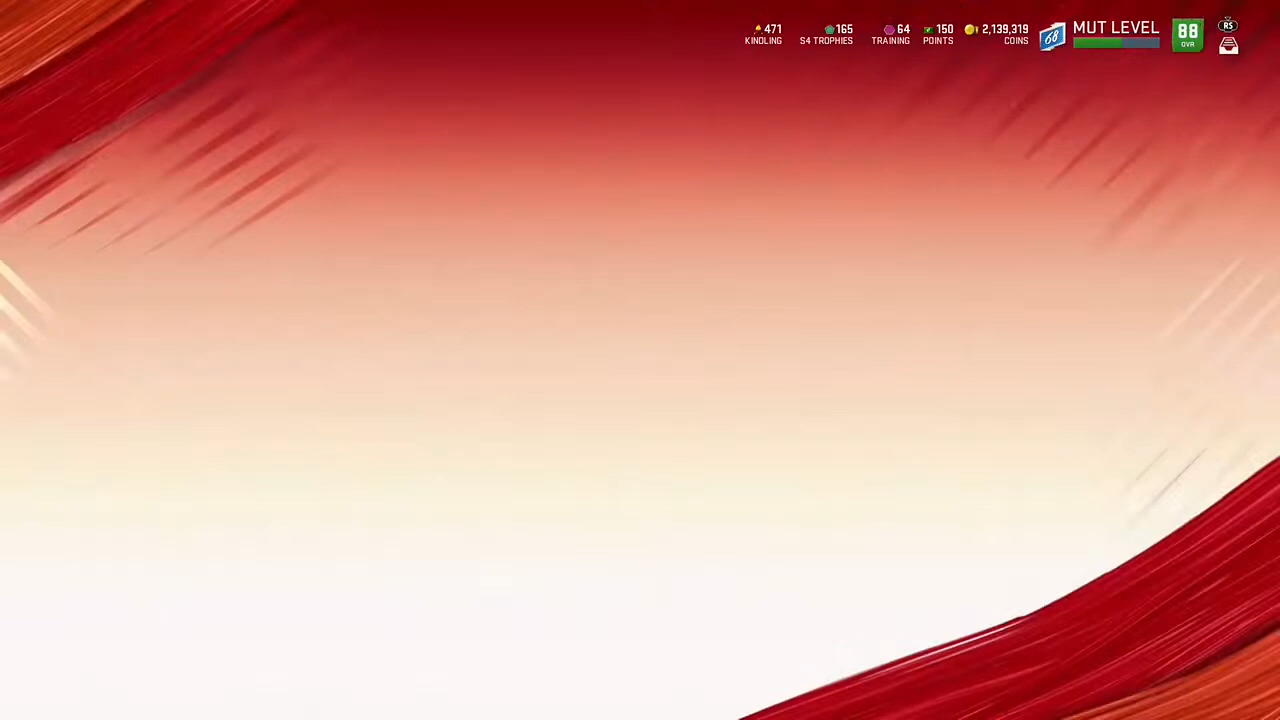 471 165 64 150 2,139,319 MUT LEVEL 88 RS
KINDLING S4 TROPHIES TRAINING POINTS COINS 68 OVR